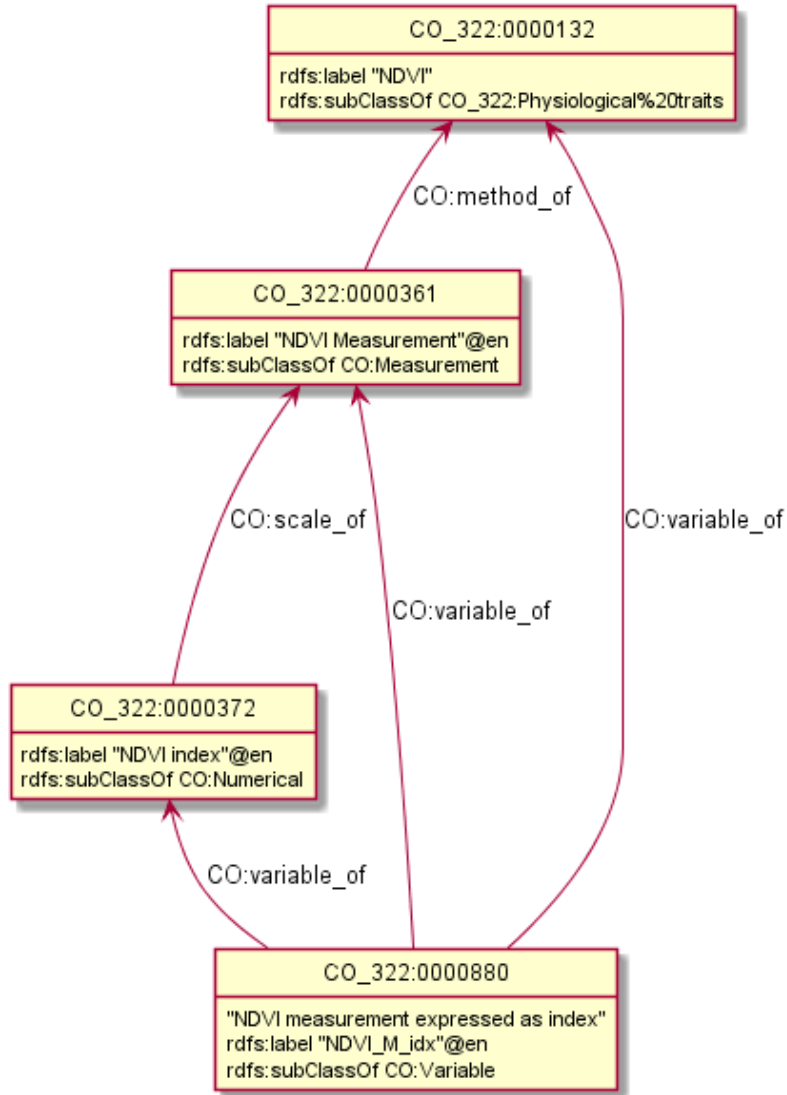 CO_322:0000132
rdfs:label "NDVI"
rdfs:subClassOf CO_322:Physiological%20traits
CO:method_of
CO_322:0000361
rdfs:label "NDVI Measurement"@en
rdfs:subClassOf CO:Measurement
CO:scale_of
CO:variable_of
CO:variable_of
CO_322:0000372
rdfs:label "NDVI index"@en
rdfs:subClassOf CO:Numerical
CO:variable_of
CO_322:0000880
"NDVI measurement expressed as index"
rdfs:label "NDVI_M_idx"@en
rdfs:subClassOf CO:Variable